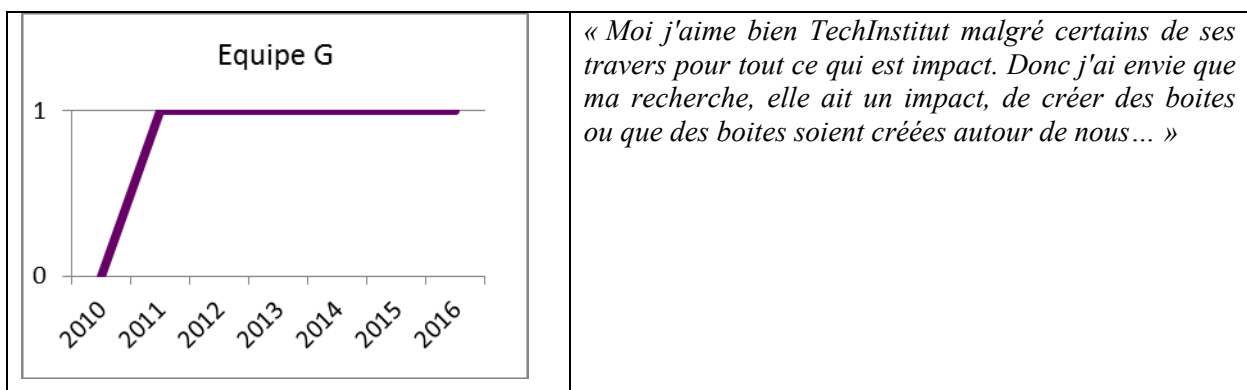 Equipe G
1
0
2010
2011
2012
2013
2014
2015
2016
« Moi j'aime bien TechInstitut malgré certains de ses
travers pour tout ce qui est impact. Donc j'ai envie que
ma recherche, elle ait un impact, de créer des boites
ou que des boites soient créées autour de nous… »